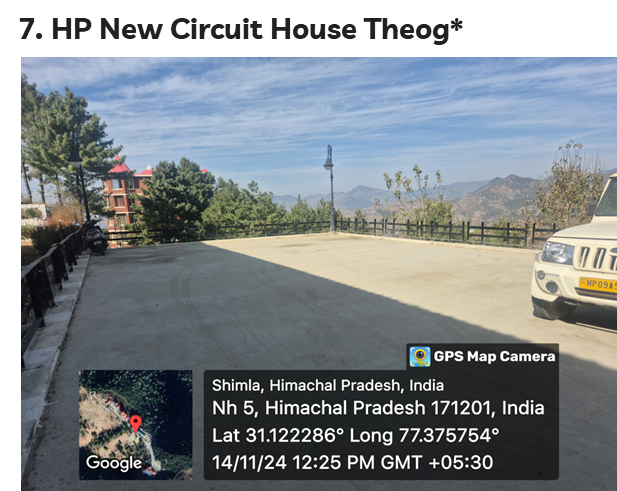 7. HP New Circuit House Theog*
GPS Map Camera
Shimla, Himachal Pradesh, India
Nh 5, Himachal Pradesh 171201, India
Lat 31.122286° Long 77.375754°
14/11/24 12:25 PM GMT +05:30
Google